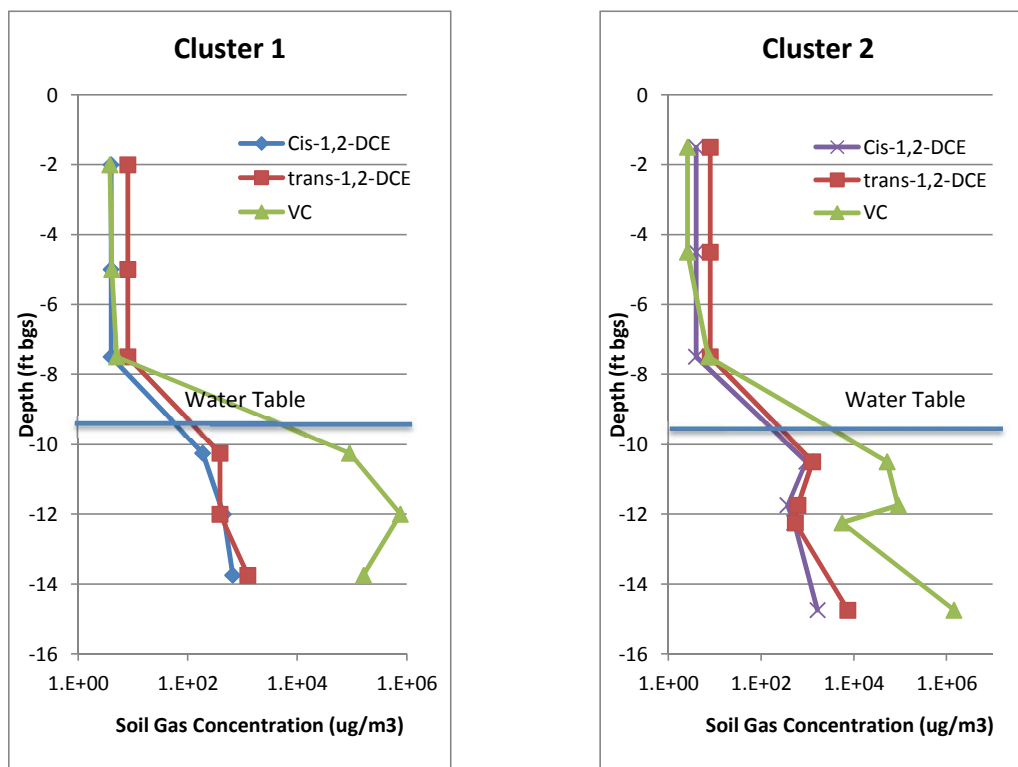 Cluster 1
0
-2
-4
-6
-8
-10
-12
-14
-16
Depth (ft bgs)
Cis-1,2-DCE
trans-1,2-DCE
VC
Water Table
1.E+00 1.E+02 1.E+04 1.E+06
Soil Gas Concentration (ug/m3)
Cluster 2
0
-2
-4
-6
-8
-10
-12
-14
-16
Depth (ft bgs)
Cis-1,2-DCE
trans-1,2-DCE
VC
Water Table
1.E+00 1.E+02 1.E+04 1.E+06
Soil Gas Concentration (ug/m3)